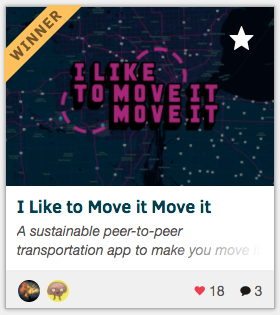 WINNER
I LIKE
TO MOVE IT
MOVE IT
I Like to Move it Move it
A sustainable peer-to-peer
transportation app to make you move i
18
3